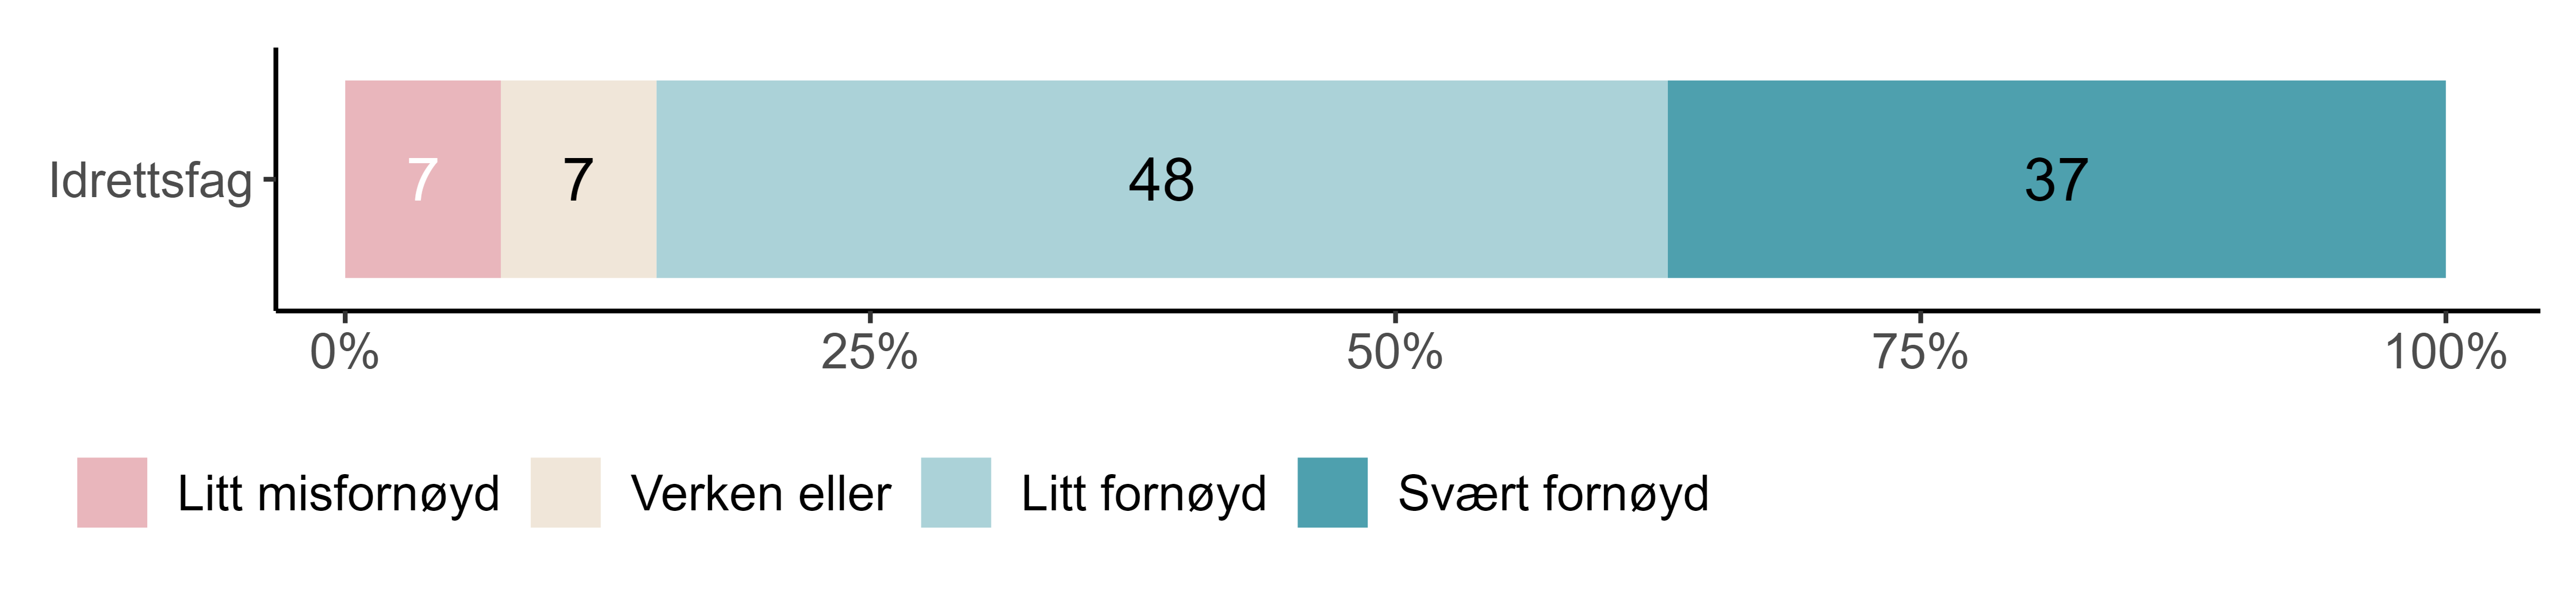 Idrettsfag 7 7 48 37
0% 25% 50% 75% 100%
Litt misfornøyd Verken eller Litt fornøyd Svært fornøyd